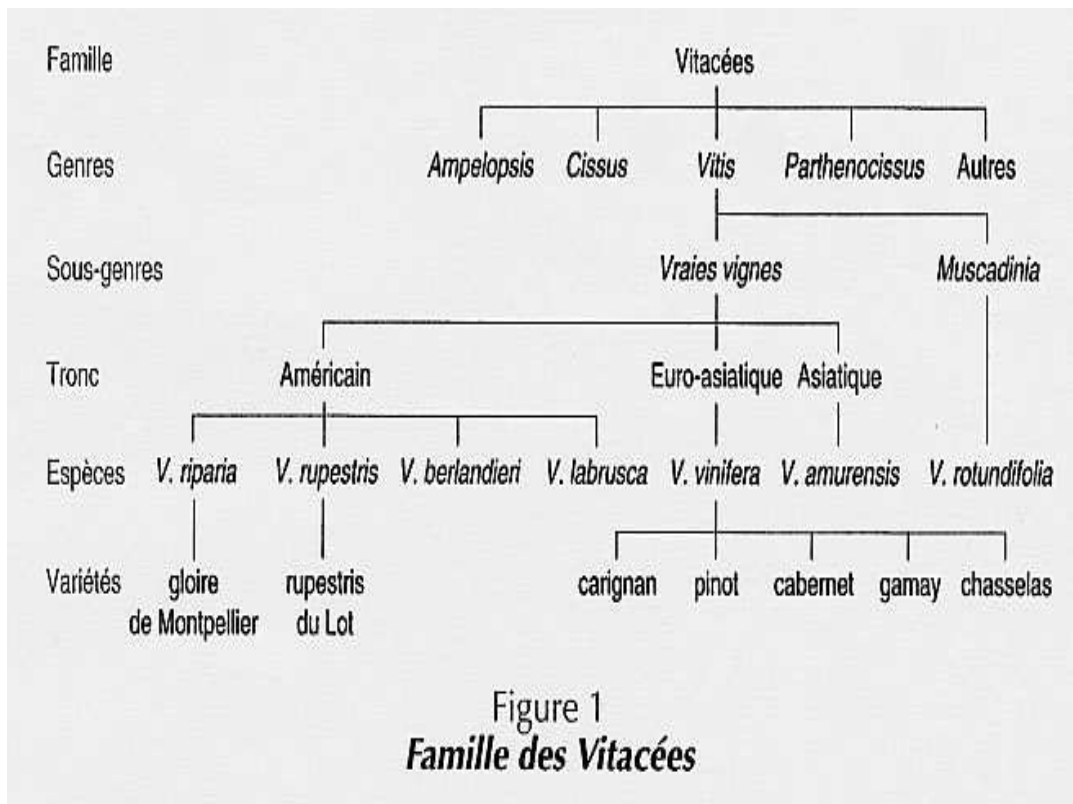 Famille Vitacées
Genres Ampelopsis Cissus Vitis Parthenocissus Autres
Sous-genres Vraies vignes Muscadinia
Tronc Américain Euro-asiatique Asiatique
Espèces V. riparia V. rupestris V. berlandieri V. labrusca V. vinifera V. amurensis V. rotundifolia
Variétés gloire rupestris carignan pinot cabernet gamay chasselas
de Montpellier du Lot
Figure 1
Famille des Vitacées